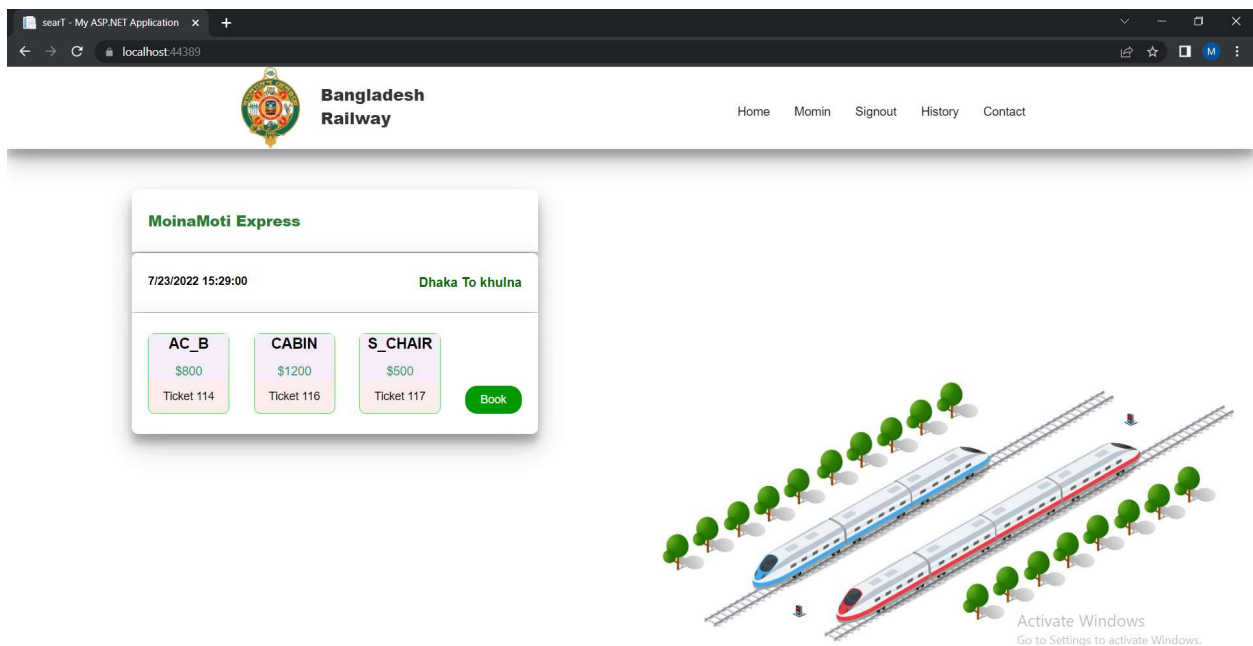 searT - My ASP.NET Application
localhost:44389
M
Bangladesh
Railway
Home Momin Signout History Contact
MoinaMoti Express
7/23/2022 15:29:00 Dhaka To khulna
AC_B CABIN S_CHAIR
$800 $1200 $500
Ticket 114 Ticket 116 Ticket 117 Book
Activate Windows
Go to Settings to activate Windows.